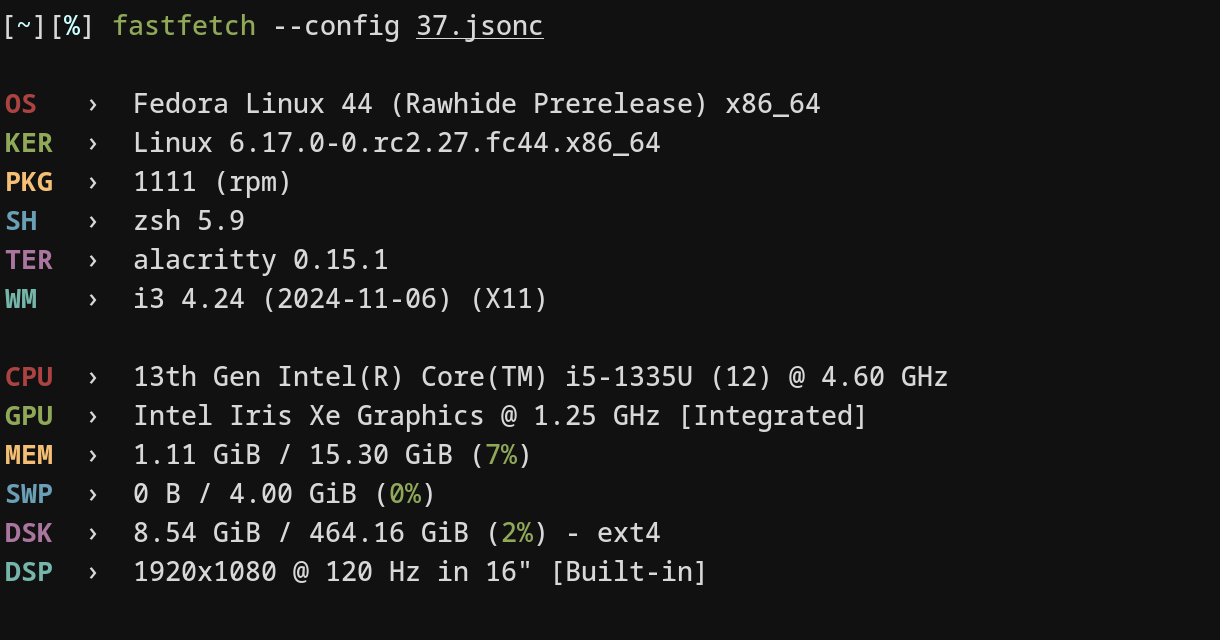 [~][%] fastfetch --config 37.jsonc
OS › Fedora Linux 44 (Rawhide Prerelease) x86_64
KER › Linux 6.17.0-0.rc2.27.fc44.x86_64
PKG › 1111 (rpm)
SH › zsh 5.9
TER › alacritty 0.15.1
WM › i3 4.24 (2024-11-06) (X11)
CPU › 13th Gen Intel(R) Core(TM) i5-1335U (12) @ 4.60 GHz
GPU › Intel Iris Xe Graphics @ 1.25 GHz [Integrated]
MEM › 1.11 GiB / 15.30 GiB (7%)
SWP › 0 B / 4.00 GiB (0%)
DSK › 8.54 GiB / 464.16 GiB (2%) - ext4
DSP › 1920x1080 @ 120 Hz in 16" [Built-in]